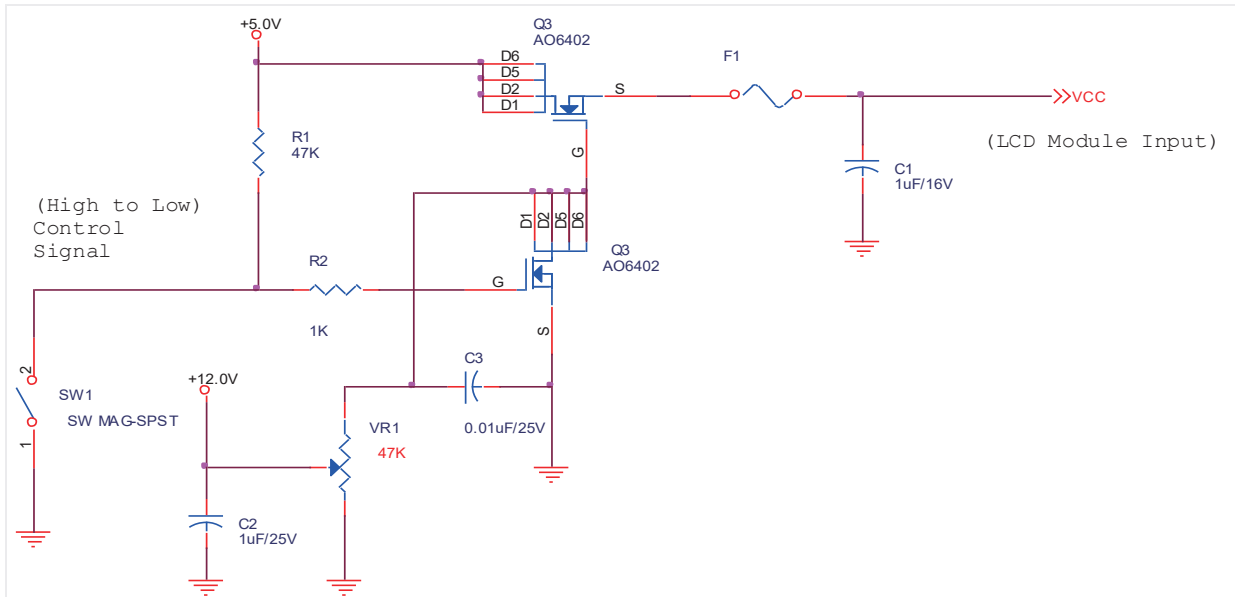 +5.0V
Q3
AO6402
F1
D6
D5
D2
D1
S
G
VCC
(LCD Module Input)
R1
47K
C1
1uF/16V
(High to Low)
Control
Signal
D1
D2
D5
D6
Q3
AO6402
R2
1K
G
S
2
1
SW1
SW MAG-SPST
+12.0V
C3
0.01uF/25V
VR1
47K
C2
1uF/25V